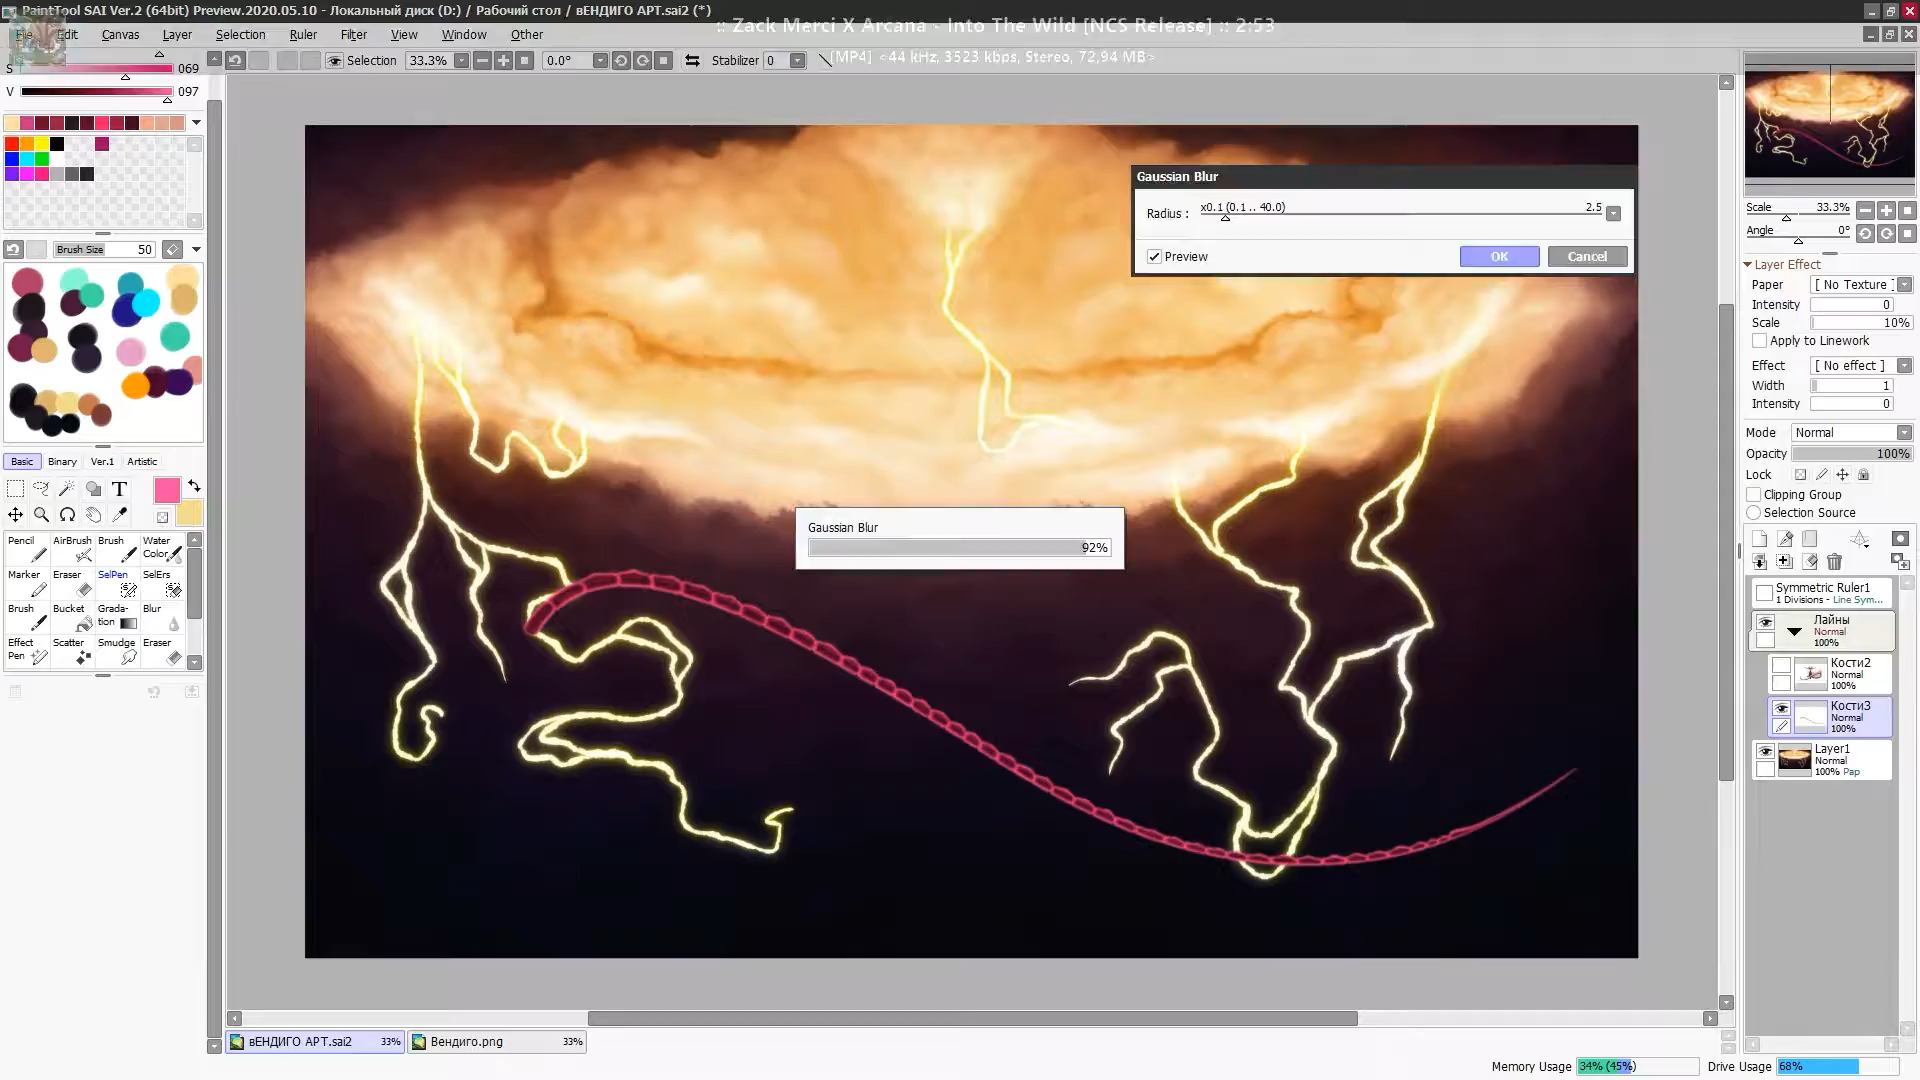 PaintTool SAI Ver.2 (64bit) Preview.2020.05.10 - Локальный диск (D:) / Рабочий стол / вЕНДИГО АРТ.sai2 (*)
:: Zack Merci X Arcana - Into The Wild [NCS Release] :: 2:53
File Edit Canvas Layer Selection Ruler Filter View Window Other
Selection 33.3% 0.0° Stabilizer 0
[MP4] <44 kHz, 3523 kbps, Stereo, 72,94 MB>
S 069
V 097
Brush Size 50
Basic Binary Ver.1 Artistic
T
Pencil AirBrush Brush Water Color
Marker Eraser SelPen SelErs
Brush Bucket Grada-tion Blur
Effect Pen Scatter Smudge Eraser
Gaussian Blur
Radius : x0.1 (0.1 .. 40.0) 2.5
Preview OK Cancel
Gaussian Blur
92%
Scale 33.3%
Angle 0°
Layer Effect
Paper [ No Texture ]
Intensity 0
Scale 10%
Apply to Linework
Effect [ No effect ]
Width 1
Intensity 0
Mode Normal
Opacity 100%
Lock
Clipping Group
Selection Source
Symmetric Ruler1
1 Divisions - Line Sym...
Лайны
Normal
100%
Кости2
Normal
100%
Кости3
Normal
100%
Layer1
Normal
100% Pap
вЕНДИГО АРТ.sai2 33% Вендиго.png 33%
Memory Usage 34% (45%) Drive Usage 68%